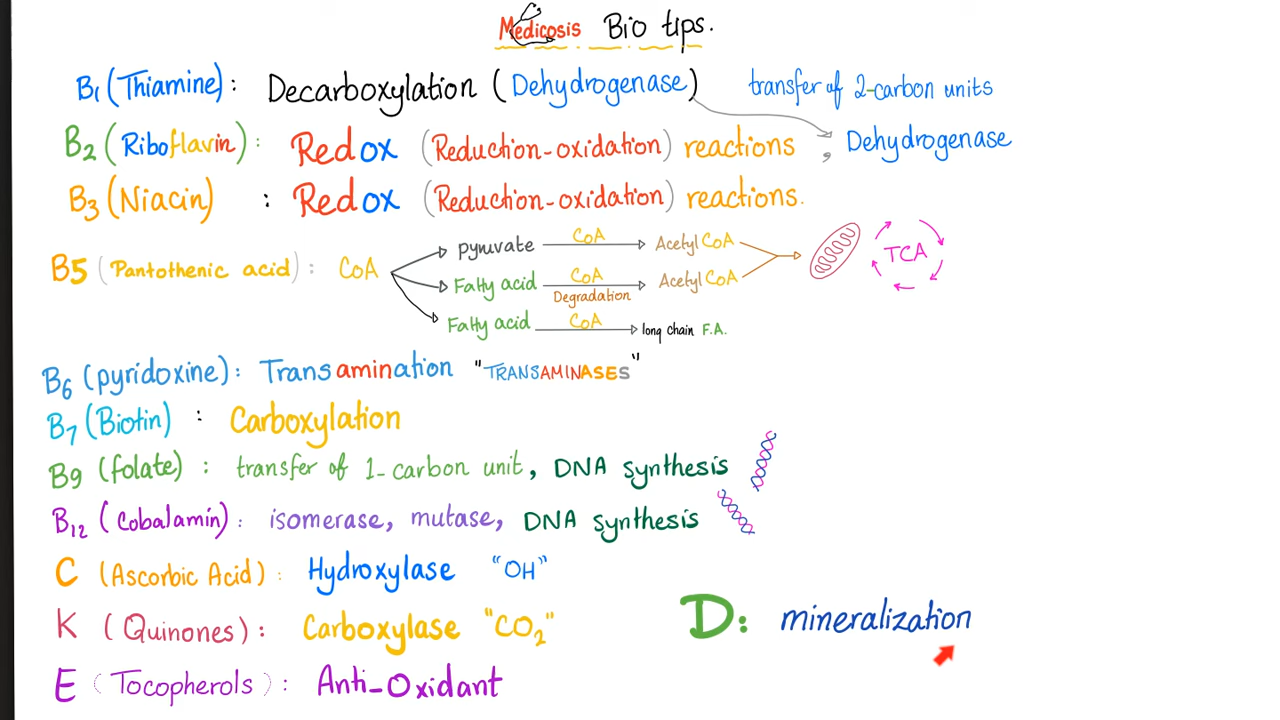 Medicosis Bio tips.
B1 (Thiamine): Decarboxylation (Dehydrogenase) transfer of 2-carbon units
B2 (Riboflavin): Redox (Reduction-oxidation) reactions ; Dehydrogenase
B3 (Niacin) : Redox (Reduction-oxidation) reactions.
B5 (Pantothenic acid): CoA
pyruvate CoA Acetyl CoA
Fatty acid CoA Degradation Acetyl CoA
TCA
Fatty acid CoA long chain F.A.
B6 (pyridoxine): Transamination "TRANSAMINASES"
B7 (Biotin) : Carboxylation
B9 (folate): transfer of 1-carbon unit, DNA synthesis
B12 (Cobalamin): isomerase, mutase, DNA synthesis
C (Ascorbic Acid): Hydroxylase "OH"
K (Quinones): Carboxylase "CO2"
D: mineralization
E (Tocopherols): Anti-Oxidant